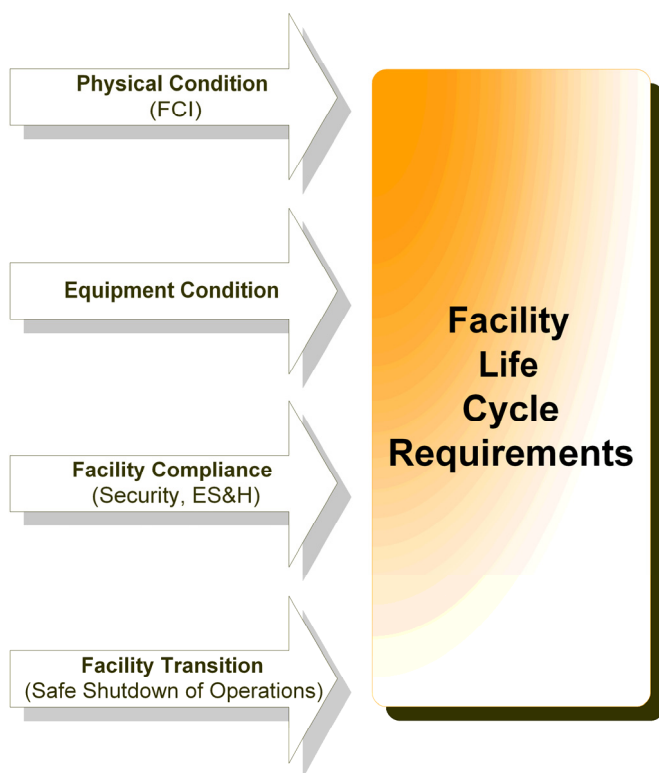 Physical Condition
(FCI)
Equipment Condition
Facility Compliance
(Security, ES&H)
Facility Transition
(Safe Shutdown of Operations)
Facility
Life
Cycle
Requirements